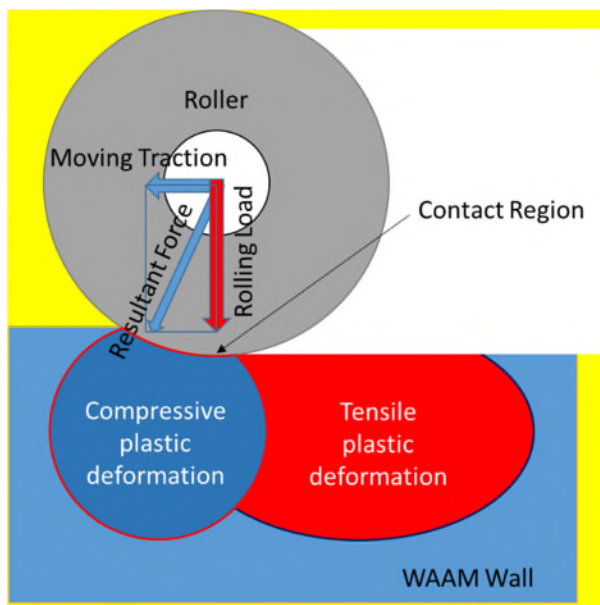 Roller
Moving Traction
Contact Region
Resultant Force
Rolling Load
Compressive
plastic
deformation
Tensile
plastic
deformation
WAAM Wall